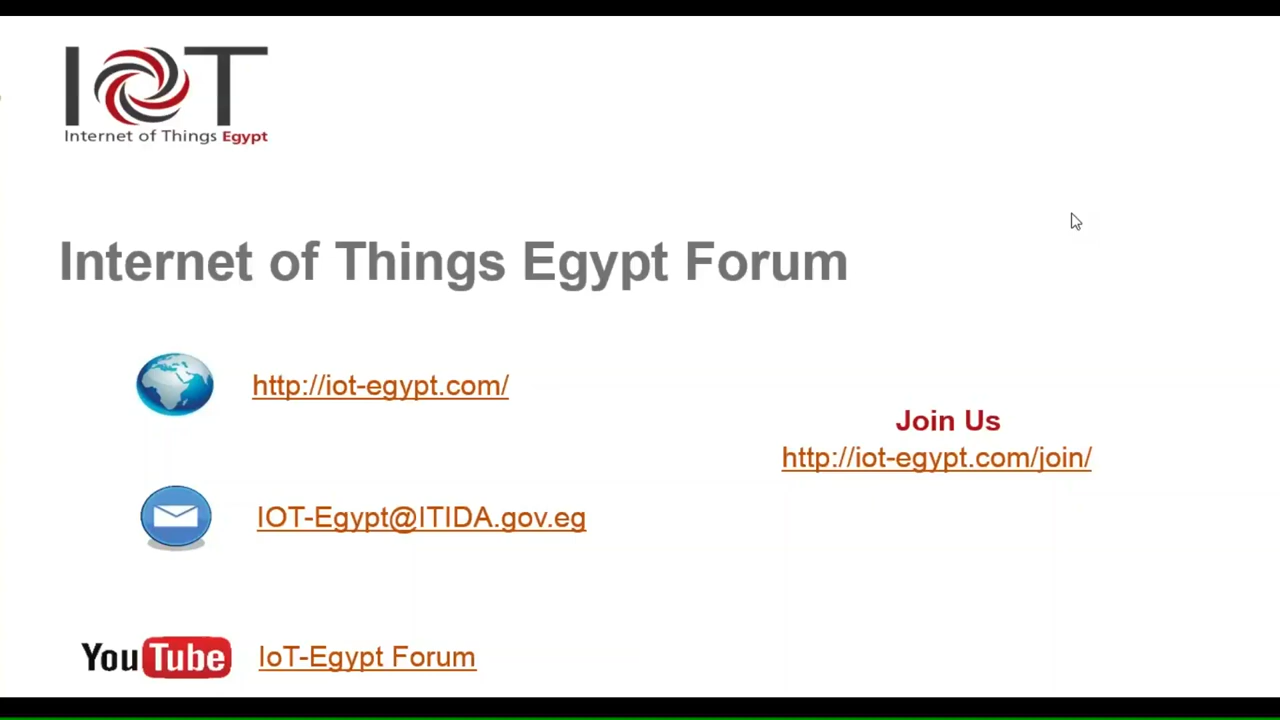 IOT
Internet of Things Egypt
Internet of Things Egypt Forum
http://iot-egypt.com/
Join Us
http://iot-egypt.com/join/
IOT-Egypt@ITIDA.gov.eg
YouTube IoT-Egypt Forum